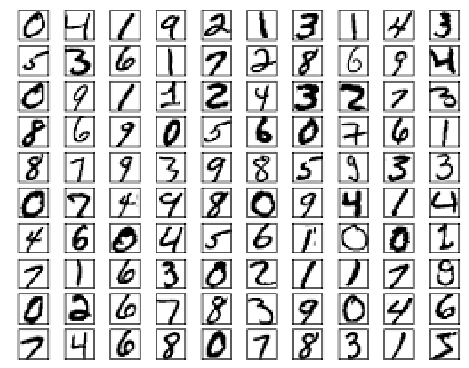 0 4 1 9 2 1 3 1 4 3
5 3 6 1 7 2 8 6 9 4
0 9 1 1 2 4 3 2 7 3
8 6 9 0 5 6 0 7 6 1
8 7 9 3 9 8 5 9 3 3
0 7 4 9 8 0 9 4 1 4
4 6 0 4 5 6 1 0 0 1
7 1 6 3 0 2 1 1 7 9
0 2 6 7 8 3 9 0 4 6
7 4 6 8 0 7 8 3 1 5